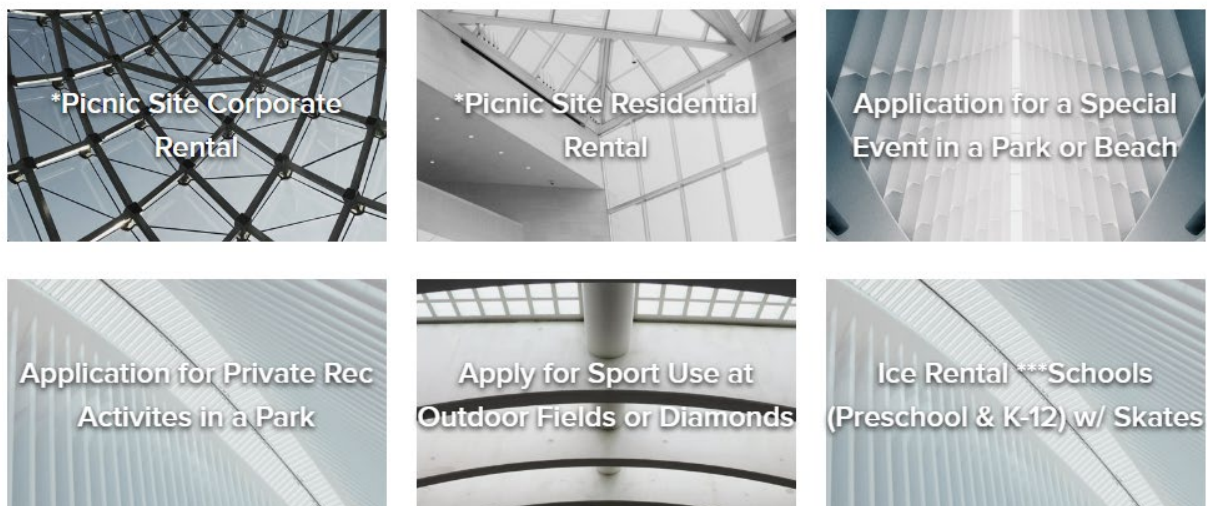 *Picnic Site Corporate
Rental
*Picnic Site Residential
Rental
Application for a Special
Event in a Park or Beach
Application for Private Rec
Activites in a Park
Apply for Sport Use at
Outdoor Fields or Diamonds
Ice Rental ***Schools
(Preschool & K-12) w/ Skates